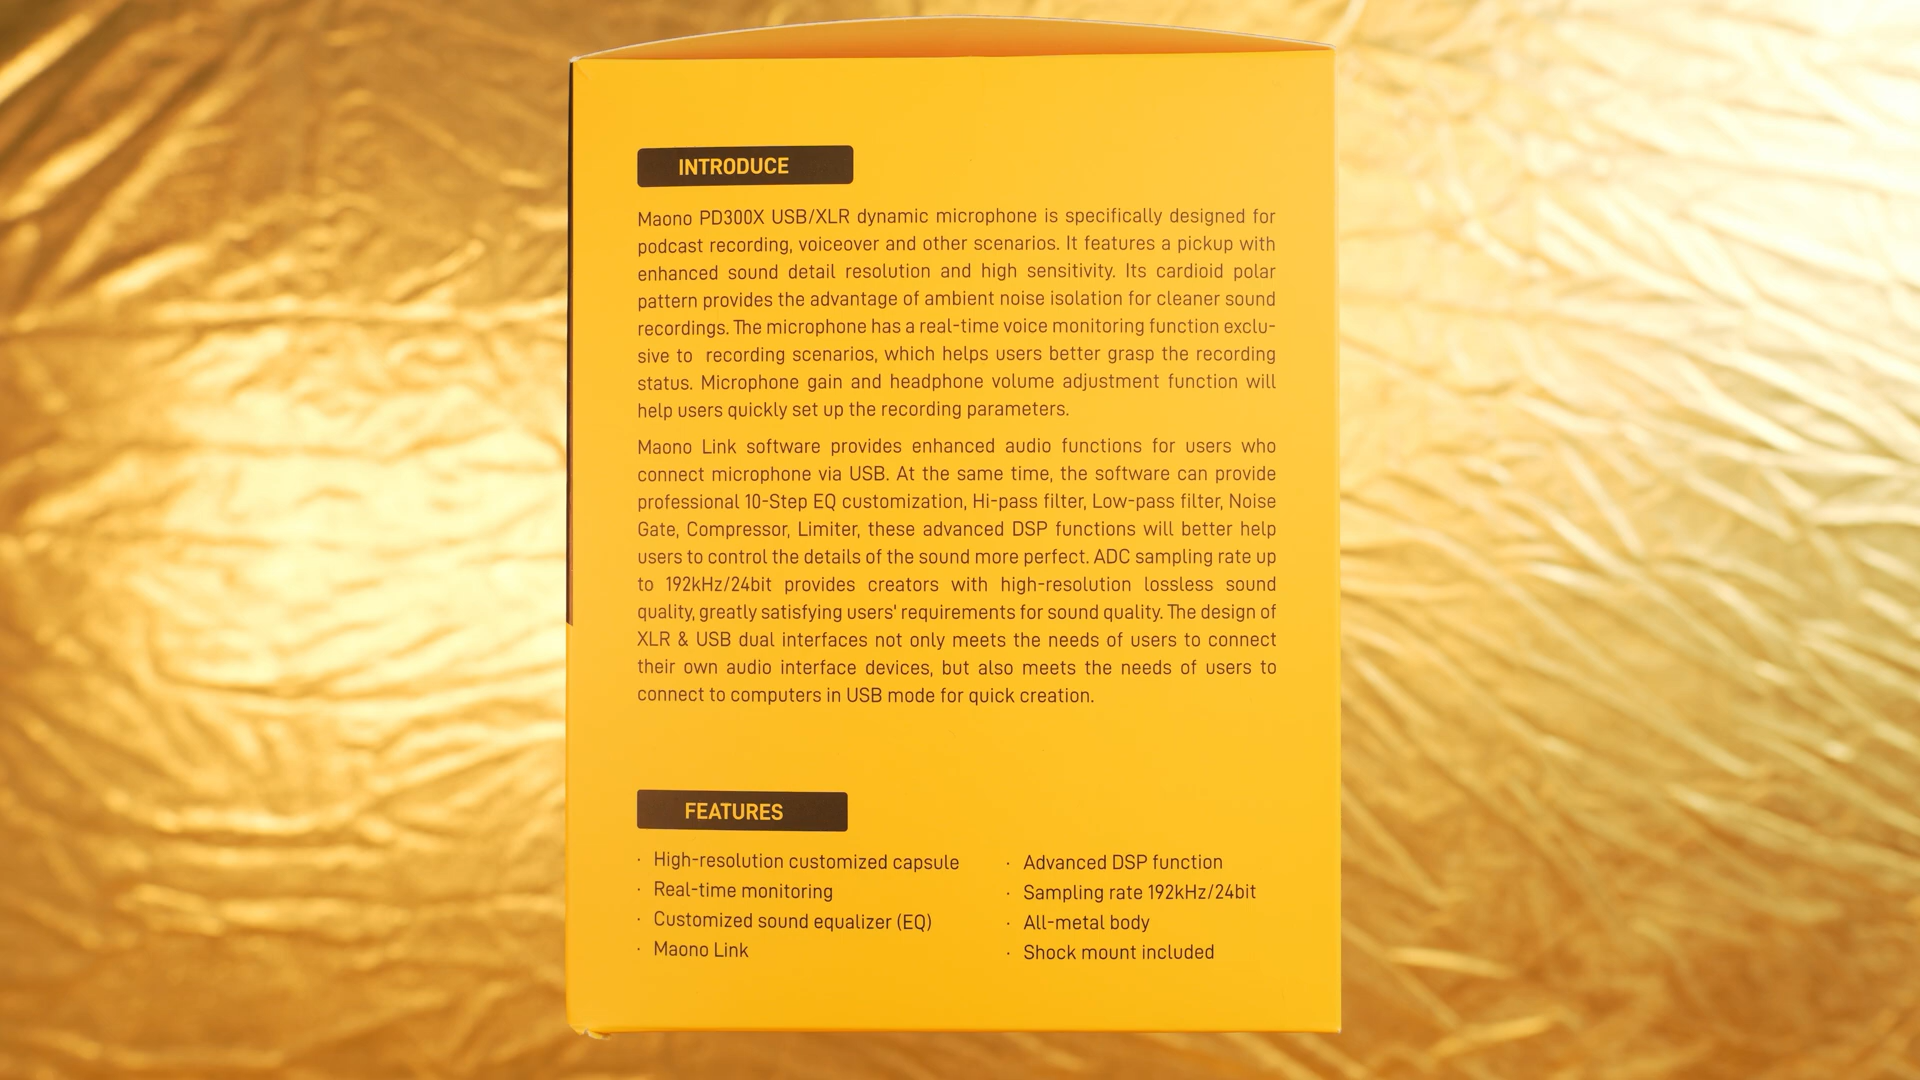 INTRODUCE
Maono PD300X USB/XLR dynamic microphone is specifically designed for
podcast recording, voiceover and other scenarios. It features a pickup with
enhanced sound detail resolution and high sensitivity. Its cardioid polar
pattern provides the advantage of ambient noise isolation for cleaner sound
recordings. The microphone has a real-time voice monitoring function exclu-
sive to recording scenarios, which helps users better grasp the recording
status. Microphone gain and headphone volume adjustment function will
help users quickly set up the recording parameters.
Maono Link software provides enhanced audio functions for users who
connect microphone via USB. At the same time, the software can provide
professional 10-Step EQ customization, Hi-pass filter, Low-pass filter, Noise
Gate, Compressor, Limiter, these advanced DSP functions will better help
users to control the details of the sound more perfect. ADC sampling rate up
to 192kHz/24bit provides creators with high-resolution lossless sound
quality, greatly satisfying users' requirements for sound quality. The design of
XLR & USB dual interfaces not only meets the needs of users to connect
their own audio interface devices, but also meets the needs of users to
connect to computers in USB mode for quick creation.
FEATURES
· High-resolution customized capsule
· Real-time monitoring
· Customized sound equalizer (EQ)
· Maono Link
· Advanced DSP function
· Sampling rate 192kHz/24bit
· All-metal body
· Shock mount included